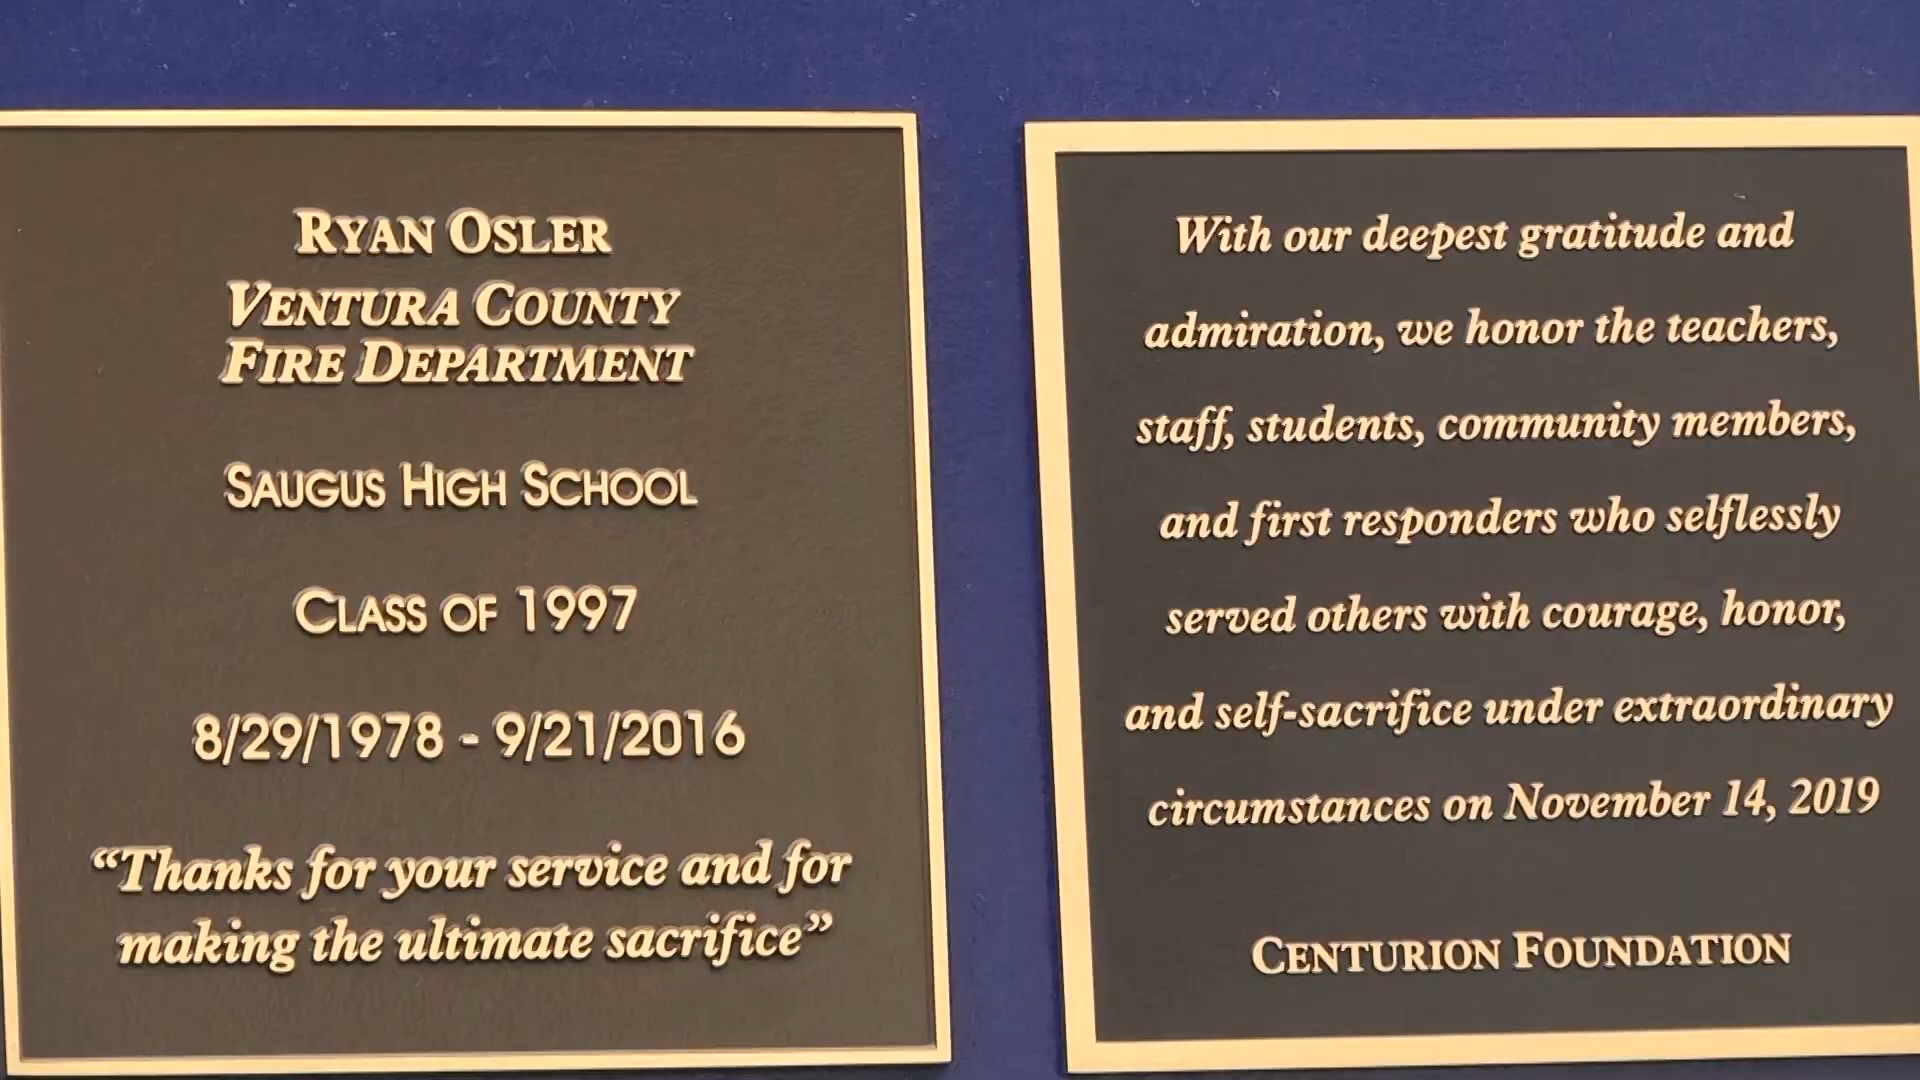 RYAN OSLER
VENTURA COUNTY
FIRE DEPARTMENT
SAUGUS HIGH SCHOOL
CLASS OF 1997
8/29/1978 - 9/21/2016
“Thanks for your service and for
making the ultimate sacrifice”
With our deepest gratitude and
admiration, we honor the teachers,
staff, students, community members,
and first responders who selflessly
served others with courage, honor,
and self-sacrifice under extraordinary
circumstances on November 14, 2019
CENTURION FOUNDATION